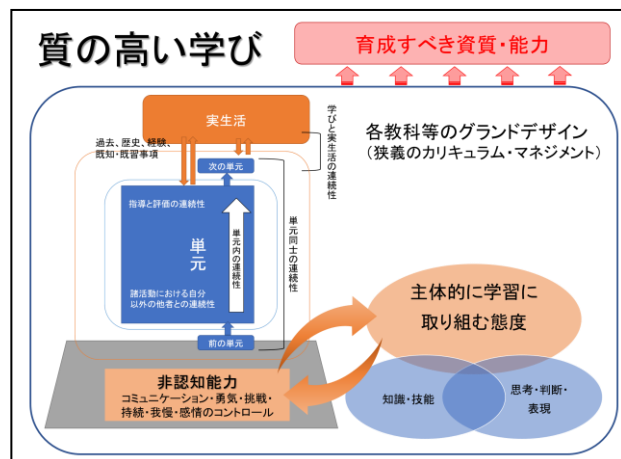 質の高い学び
育成すべき資質・能力
実生活
学びと実生活の連続性
各教科等のグランドデザイン
（狭義のカリキュラム・マネジメント）
過去、歴史、経験、
既知・既習事項
次の単元
指導と評価の連続性
単元
単元内の連続性
単元同士の連続性
諸活動における自分
以外の他者との連続性
前の単元
主体的に学習に
取り組む態度
非認知能力
コミュニケーション・勇気・挑戦・
持続・我慢・感情のコントロール
知識・技能
思考・判断・
表現